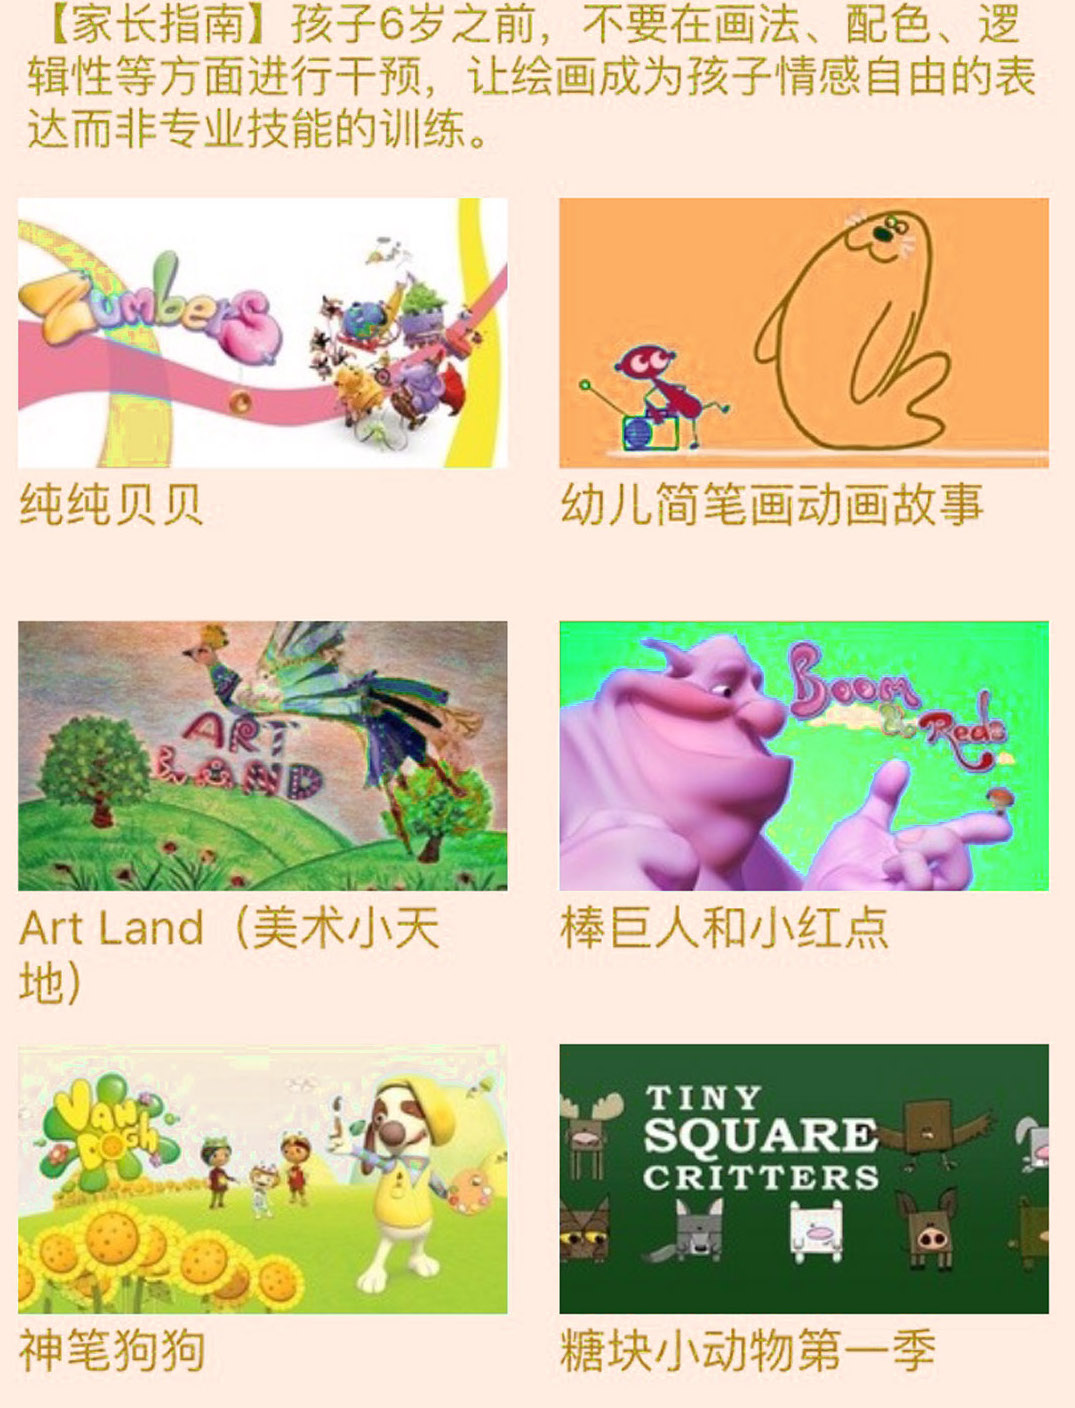 【家长指南】孩子6岁之前，不要在画法、配色、逻
辑性等方面进行干预，让绘画成为孩子情感自由的表
达而非专业技能的训练。
Zumbers
纯纯贝贝
幼儿简笔画动画故事
ART
LAND
Boom
& Reds
Art Land（美术小天
地）
棒巨人和小红点
VanDogh
TINY
SQUARE
CRITTERS
神笔狗狗
糖块小动物第一季